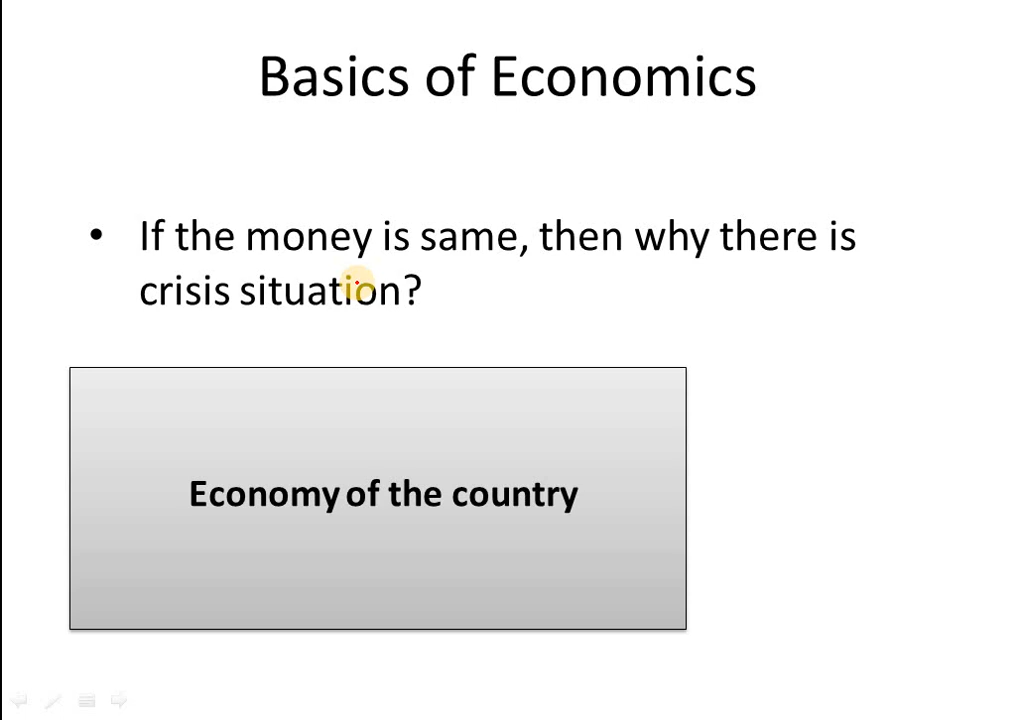 Basics of Economics
• If the money is same, then why there is
crisis situation?
Economy of the country